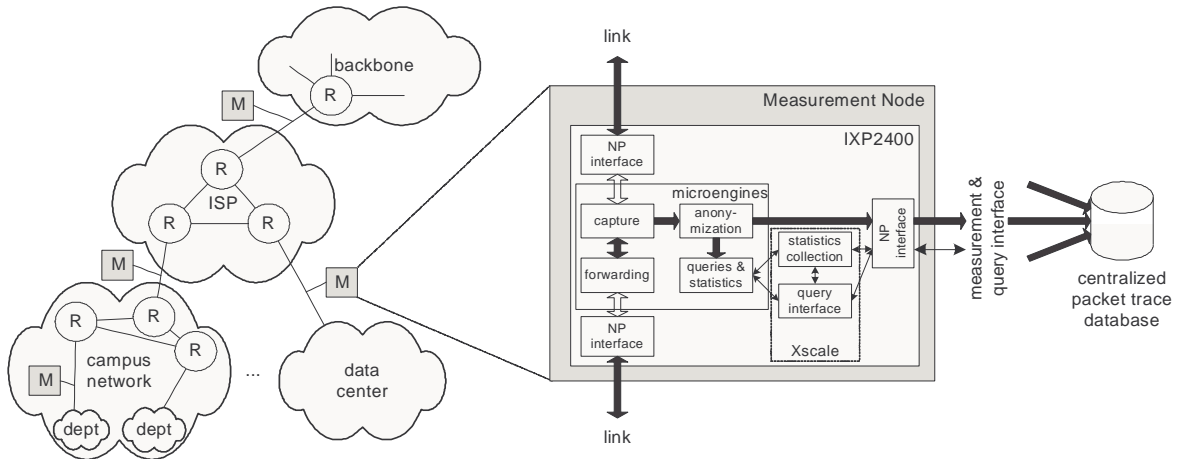 backbone
R
M
R
ISP
R
R
M
M
R
R
R
campus
network
M
dept
dept
...
data
center
link
Measurement Node
IXP2400
NP
interface
microengines
capture
anony-
mization
forwarding
queries &
statistics
statistics
collection
query
interface
Xscale
NP
interface
NP
interface
link
measurement &
query interface
centralized
packet trace
database